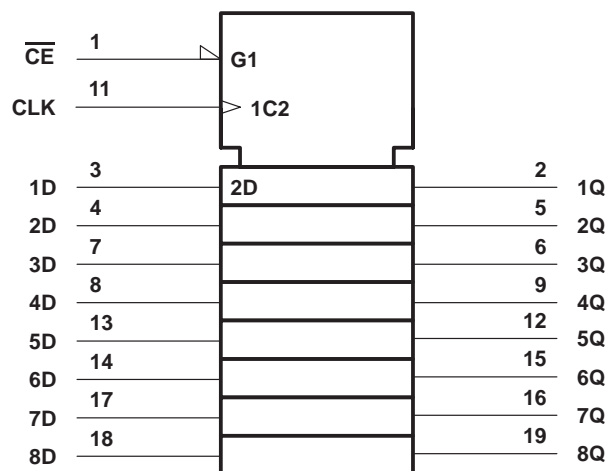 1
C̅E̅ G1
11
CLK 1C2
3 2
1D 2D 1Q
4 5
2D 2Q
7 6
3D 3Q
8 9
4D 4Q
13 12
5D 5Q
14 15
6D 6Q
17 16
7D 7Q
18 19
8D 8Q